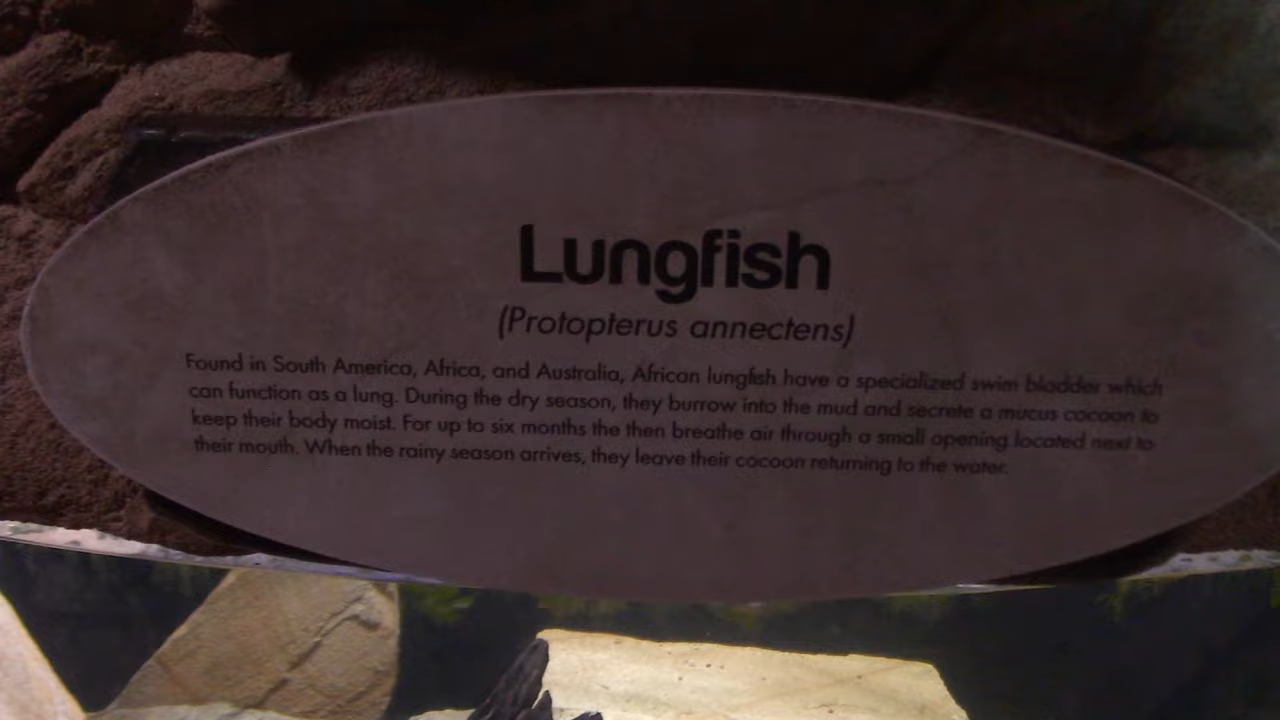 Lungfish
(Protopterus annectens)
Found in South America, Africa, and Australia, African lungfish have a specialized swim bladder which
can function as a lung. During the dry season, they burrow into the mud and secrete a mucus cocoon to
keep their body moist. For up to six months the then breathe air through a small opening located next to
their mouth. When the rainy season arrives, they leave their cocoon returning to the water.